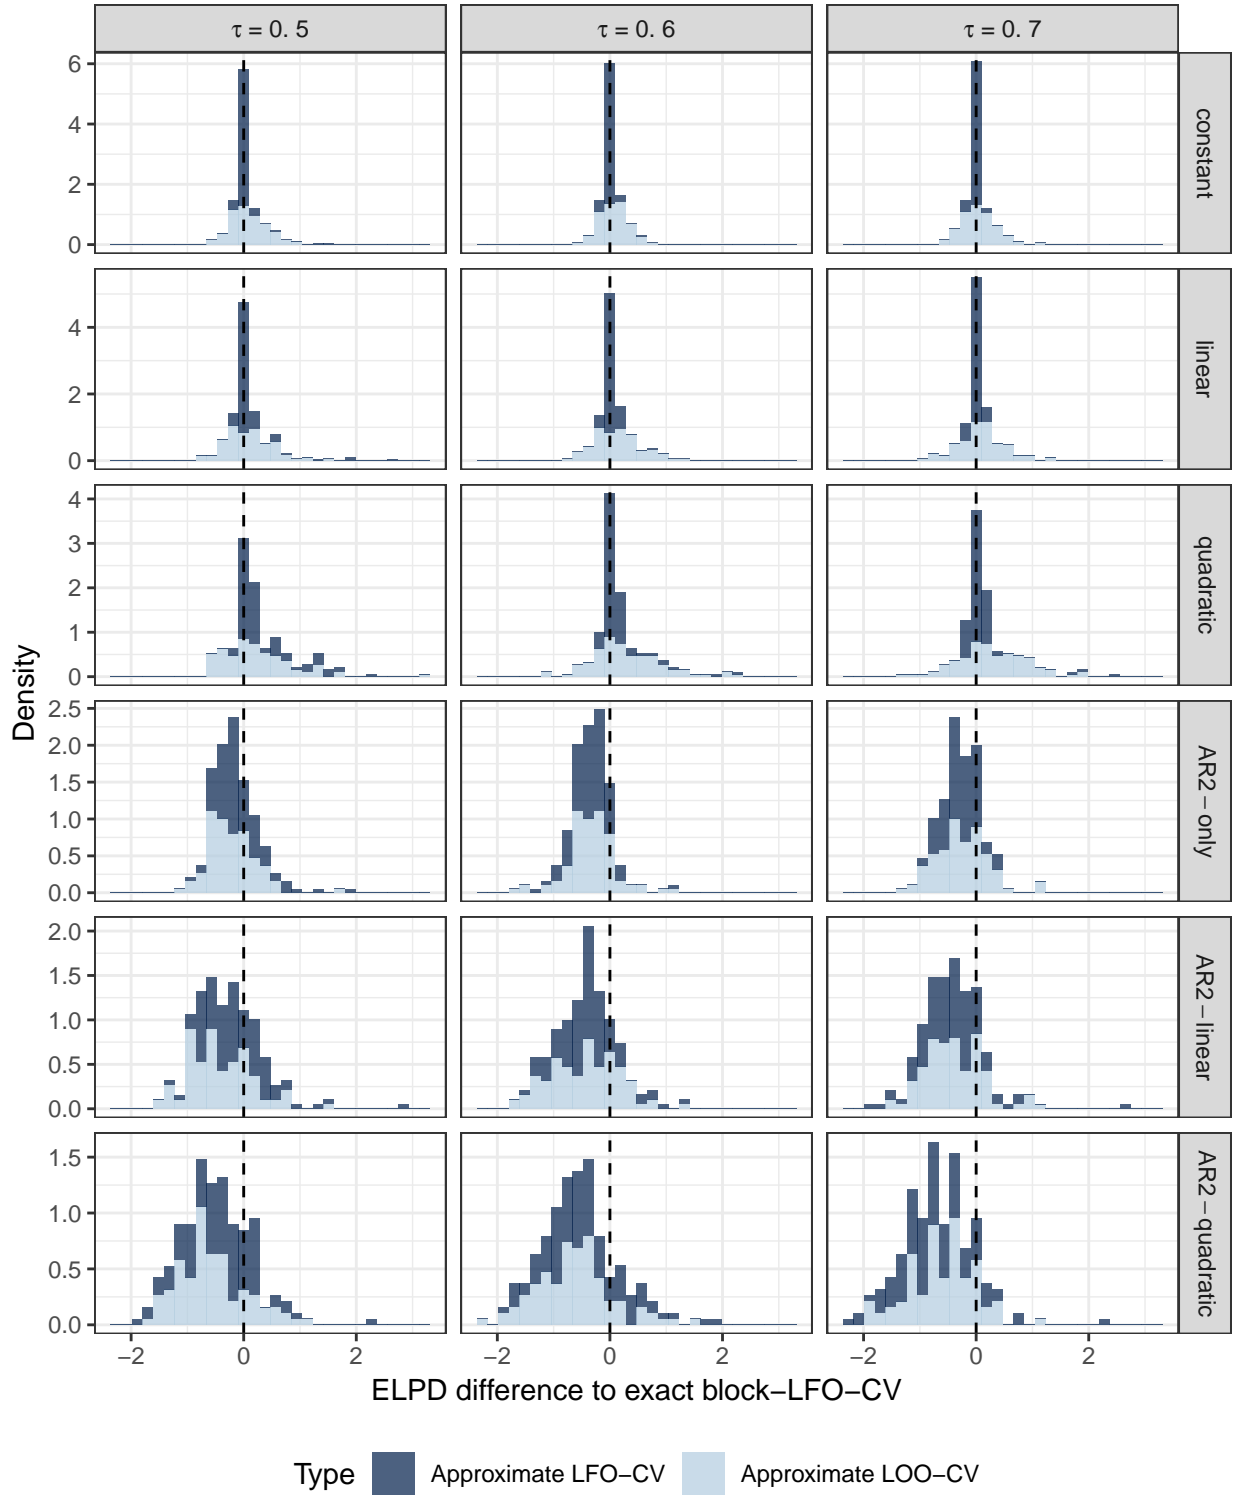 τ = 0. 5
τ = 0. 6
τ = 0. 7
6
4
2
0
constant
4
2
0
linear
4
3
2
1
0
quadratic
2.5
2.0
1.5
1.0
0.5
0.0
AR2−only
2.0
1.5
1.0
0.5
0.0
AR2−linear
1.5
1.0
0.5
0.0
AR2−quadratic
Density
−2 0 2 −2 0 2 −2 0 2
ELPD difference to exact block−LFO−CV
Type Approximate LFO−CV Approximate LOO−CV